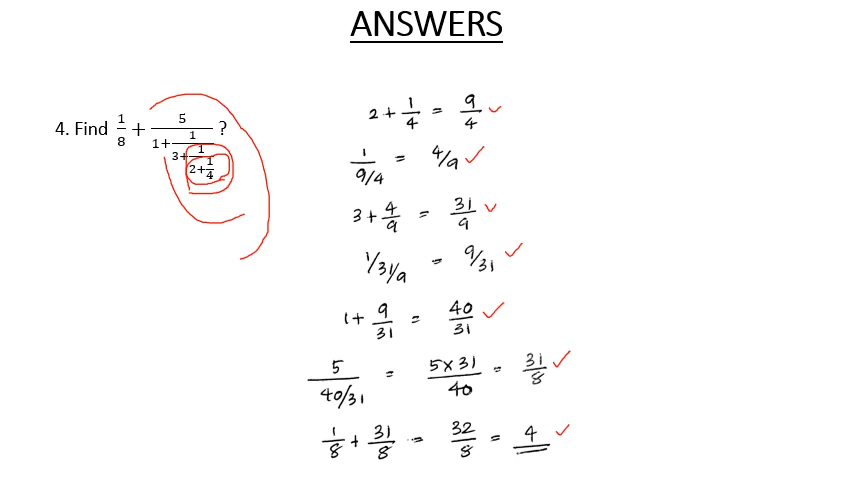 ANSWERS
4. Find 1/8 + 5/(1+1/(3+1/(2+1/4))) ?
2 + 1/4 = 9/4 ✓
1/(9/4) = 4/9 ✓
3 + 4/9 = 31/9 ✓
1/31/9 = 9/31 ✓
1 + 9/31 = 40/31 ✓
5/(40/31) = (5 x 31)/40 = 31/8 ✓
1/8 + 31/8 = 32/8 = 4 ✓